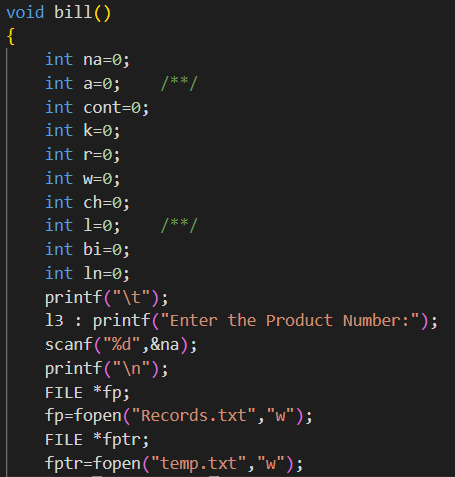 void bill()
{
    int na=0;
    int a=0;    /**/
    int cont=0;
    int k=0;
    int r=0;
    int w=0;
    int ch=0;
    int l=0;    /**/
    int bi=0;
    int ln=0;
    printf("\t");
    l3 : printf("Enter the Product Number:");
    scanf("%d",&na);
    printf("\n");
    FILE *fp;
    fp=fopen("Records.txt","w");
    FILE *fptr;
    fptr=fopen("temp.txt","w");